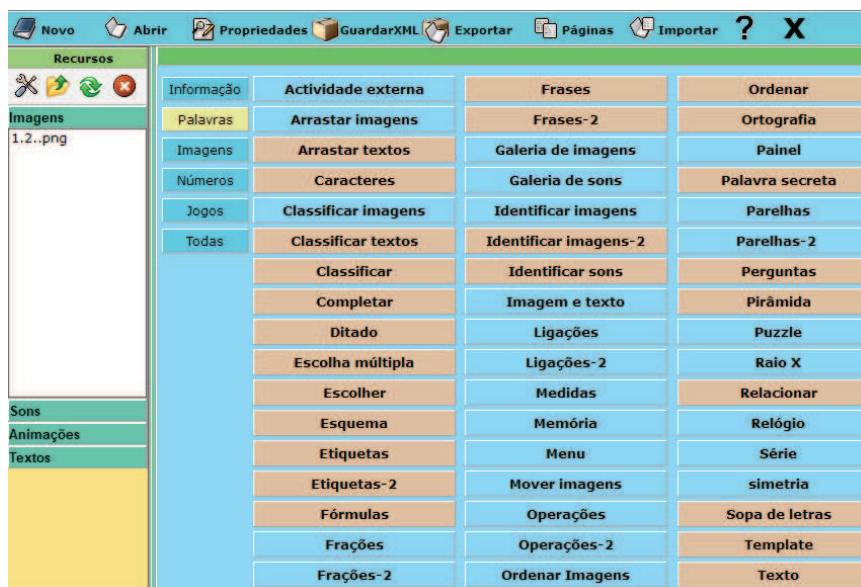 Novo Abrir Propriedades GuardarXML Exportar Páginas Importar ? X
Recursos
Imagens
1.2..png
Sons
Animações
Textos
Informação
Palavras
Imagens
Números
Jogos
Todas
Actividade externa
Arrastar imagens
Arrastar textos
Caracteres
Classificar imagens
Classificar textos
Classificar
Completar
Ditado
Escolha múltipla
Escolher
Esquema
Etiquetas
Etiquetas-2
Fórmulas
Frações
Frações-2
Frases
Frases-2
Galeria de imagens
Galeria de sons
Identificar imagens
Identificar imagens-2
Identificar sons
Imagem e texto
Ligações
Ligações-2
Medidas
Memória
Menu
Mover imagens
Operações
Operações-2
Ordenar Imagens
Ordenar
Ortografia
Painel
Palavra secreta
Parelhas
Parelhas-2
Perguntas
Pirâmida
Puzzle
Raio X
Relacionar
Relógio
Série
simetria
Sopa de letras
Template
Texto